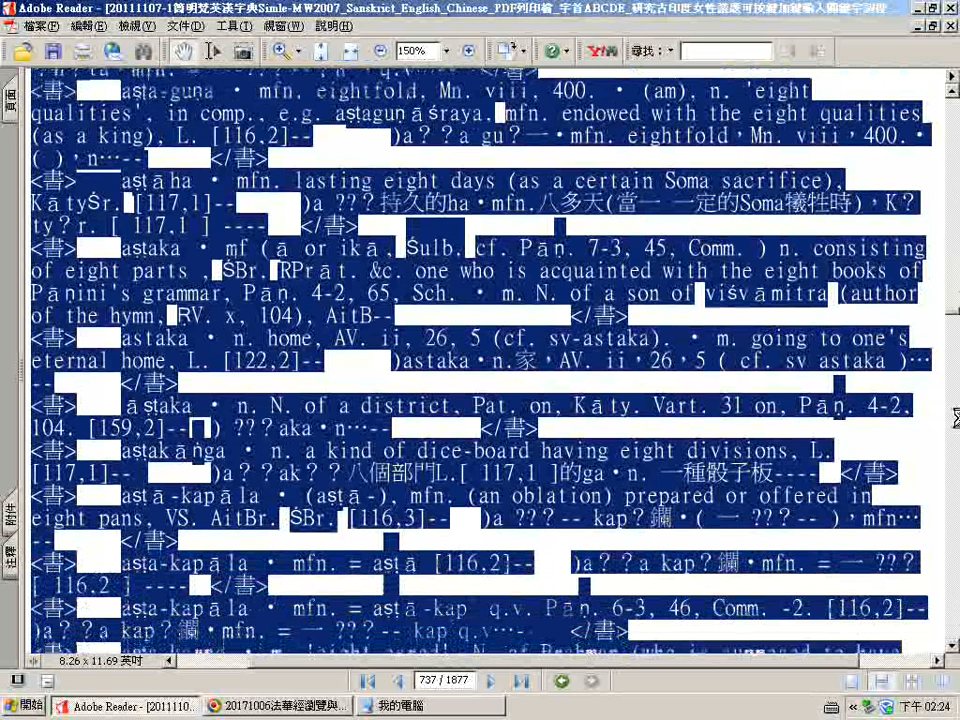 Adobe Reader - [20111107-1簡明梵英漢字典Simle-MW2007_Sanskrit_English_Chinese_PDF列印檔_字首ABCDE_研究古印度女性議題可按鍵輸入關鍵字調搜
檔案(F) 編輯(E) 檢視(V) 文件(D) 工具(T) 視窗(W) 說明(H)
150% 尋找:
<書> aṣṭa-guṇa • mfn. eightfold, Mn. viii, 400. • (am), n. 'eight
qualities', in comp., e.g. aṣṭaguṇāśraya, mfn. endowed with the eight qualities
(as a king), L. [116,2]-- )a??a gu?一•mfn. eightfold，Mn. viii，400.•
( )，n…-- </書>
<書> aṣṭāha • mfn. lasting eight days (as a certain Soma sacrifice),
KātyŚr. [117,1]-- )a ???持久的ha•mfn.八多天(當一 一定的Soma犧牲時)，K?
ty?r. [ 117,1 ] ---- </書>
<書> aṣṭaka • mf (ā or ikā, Śulb. cf. Pāṇ. 7-3, 45, Comm. ) n. consisting
of eight parts , ŚBr. RPrāt. &c. one who is acquainted with the eight books of
Pāṇini's grammar, Pāṇ. 4-2, 65, Sch. • m. N. of a son of viśvāmitra (author
of the hymn, RV. x, 104), AitB-- </書>
<書> astaka • n. home, AV. ii, 26, 5 (cf. sv-astaka). • m. going to one's
eternal home, L. [122,2]-- )astaka•n.家，AV. ii，26，5 ( cf. sv astaka )…
-- </書>
<書> āṣṭaka • n. N. of a district, Pat. on, Kāty. Vart. 31 on, Pāṇ. 4-2,
104. [159,2]-- ) ???aka•n…-- </書>
<書> aṣṭakāṅga • n. a kind of dice-board having eight divisions, L.
[117,1]-- )a??ak??八個部門L.[ 117,1 ]的ga•n. 一種骰子板---- </書>
<書> aṣṭā-kapāla • (aṣṭā-), mfn. (an oblation) prepared or offered in
eight pans, VS. AitBr. ŚBr. [116,3]-- )a ???-- kap?鑭•( 一 ???-- )，mfn…
-- </書>
<書> aṣṭa-kapāla • mfn. = aṣṭā [116,2]-- )a??a kap?鑭•mfn.= 一 ???
[ 116,2 ] ---- </書>
<書> aṣṭa-kapāla • mfn. = aṣṭā-kap q.v. Pāṇ. 6-3, 46, Comm. -2. [116,2]--
)a??a kap?鑭•mfn. = 一 ???-- kap q.v.…-- </書>
8.26 x 11.69 英吋
737 / 1877
頁面
附件
注釋
開始 Adobe Reader - [2011110... 20171006法華經瀏覽與... 我的電腦 下午 02:24